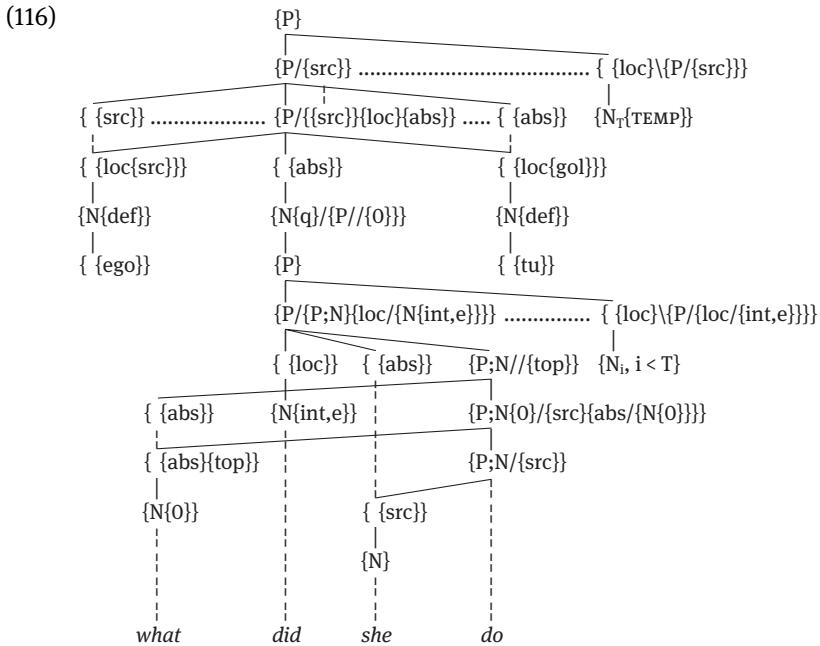 (116) {P}
{P/{src}} ........................................ { {loc}\{P/{src}}}
{ {src}} .................... {P/{{src}}{loc}{abs}} ..... { {abs}} {N_T{TEMP}}
{ {loc{src}}} { {abs}} { {loc{gol}}}
{N{def}} {N{q}/{P//{0}}} {N{def}}
{ {ego}} {P} { {tu}}
{P/{P;N}{loc/{N{int,e}}}} ............... { {loc}\{P/{loc/{int,e}}}}
{ {loc}} { {abs}} {P;N//{top}} {N_i, i < T}
{ {abs}} {N{int,e}} {P;N{0}/{src}{abs/{N{0}}}}
{ {abs}{top}} {P;N/{src}}
{N{0}} { {src}}
{N}
what did she do